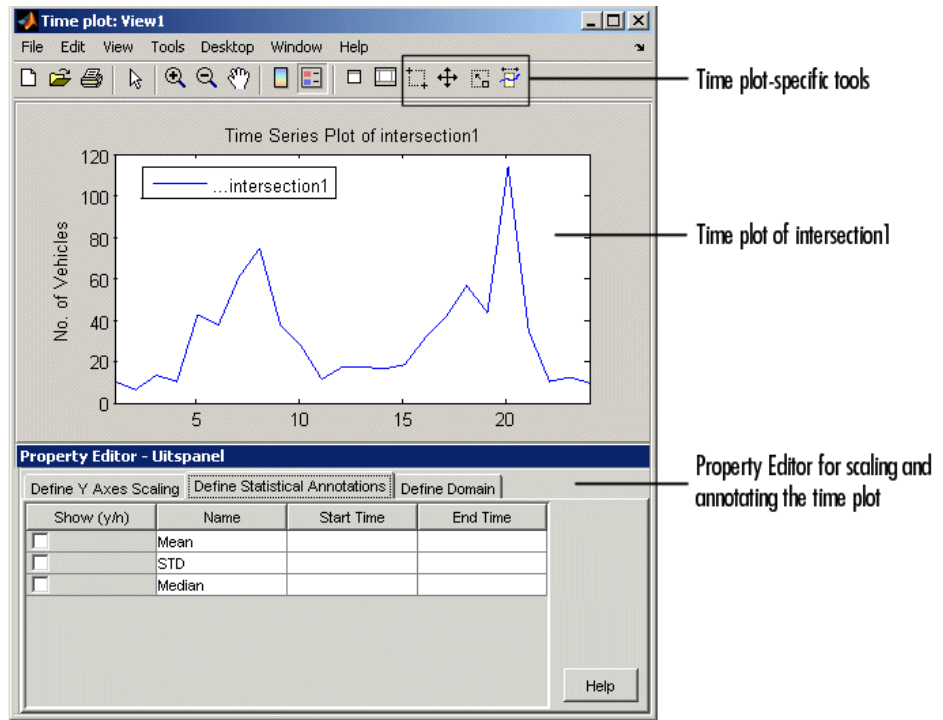 Time plot: View1
File Edit View Tools Desktop Window Help
Time plot-specific tools
Time Series Plot of intersection1
120
100
80
60
40
20
0
No. of Vehicles
...intersection1
5 10 15 20
Time plot of intersection1
Property Editor - Uitspanel
Define Y Axes Scaling Define Statistical Annotations Define Domain
Property Editor for scaling and
annotating the time plot
Show (y/n) Name Start Time End Time
Mean
STD
Median
Help